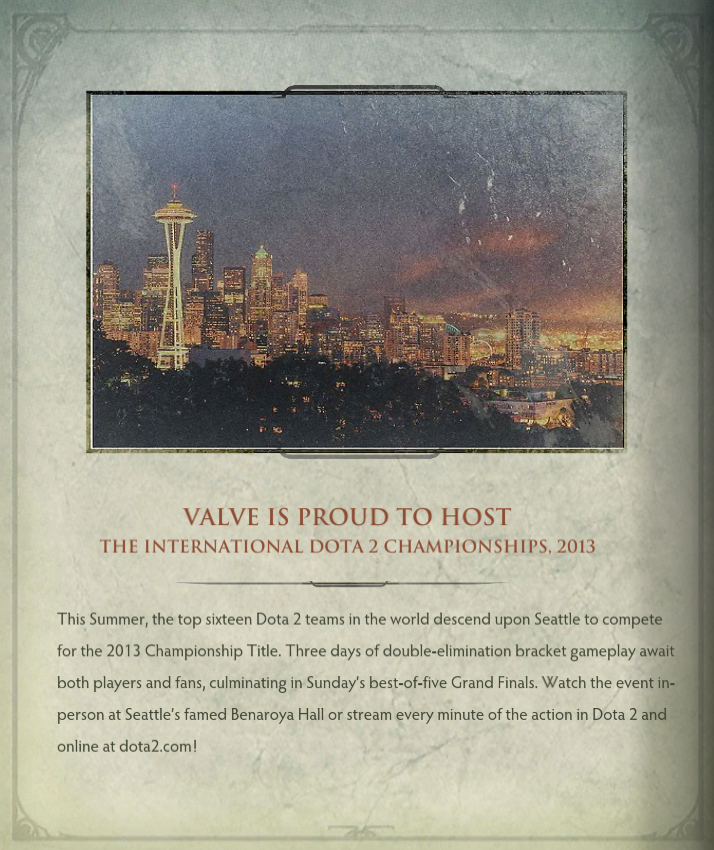 VALVE IS PROUD TO HOST
THE INTERNATIONAL DOTA 2 CHAMPIONSHIPS, 2013
This Summer, the top sixteen Dota 2 teams in the world descend upon Seattle to compete
for the 2013 Championship Title. Three days of double-elimination bracket gameplay await
both players and fans, culminating in Sunday's best-of-five Grand Finals. Watch the event in-
person at Seattle's famed Benaroya Hall or stream every minute of the action in Dota 2 and
online at dota2.com!